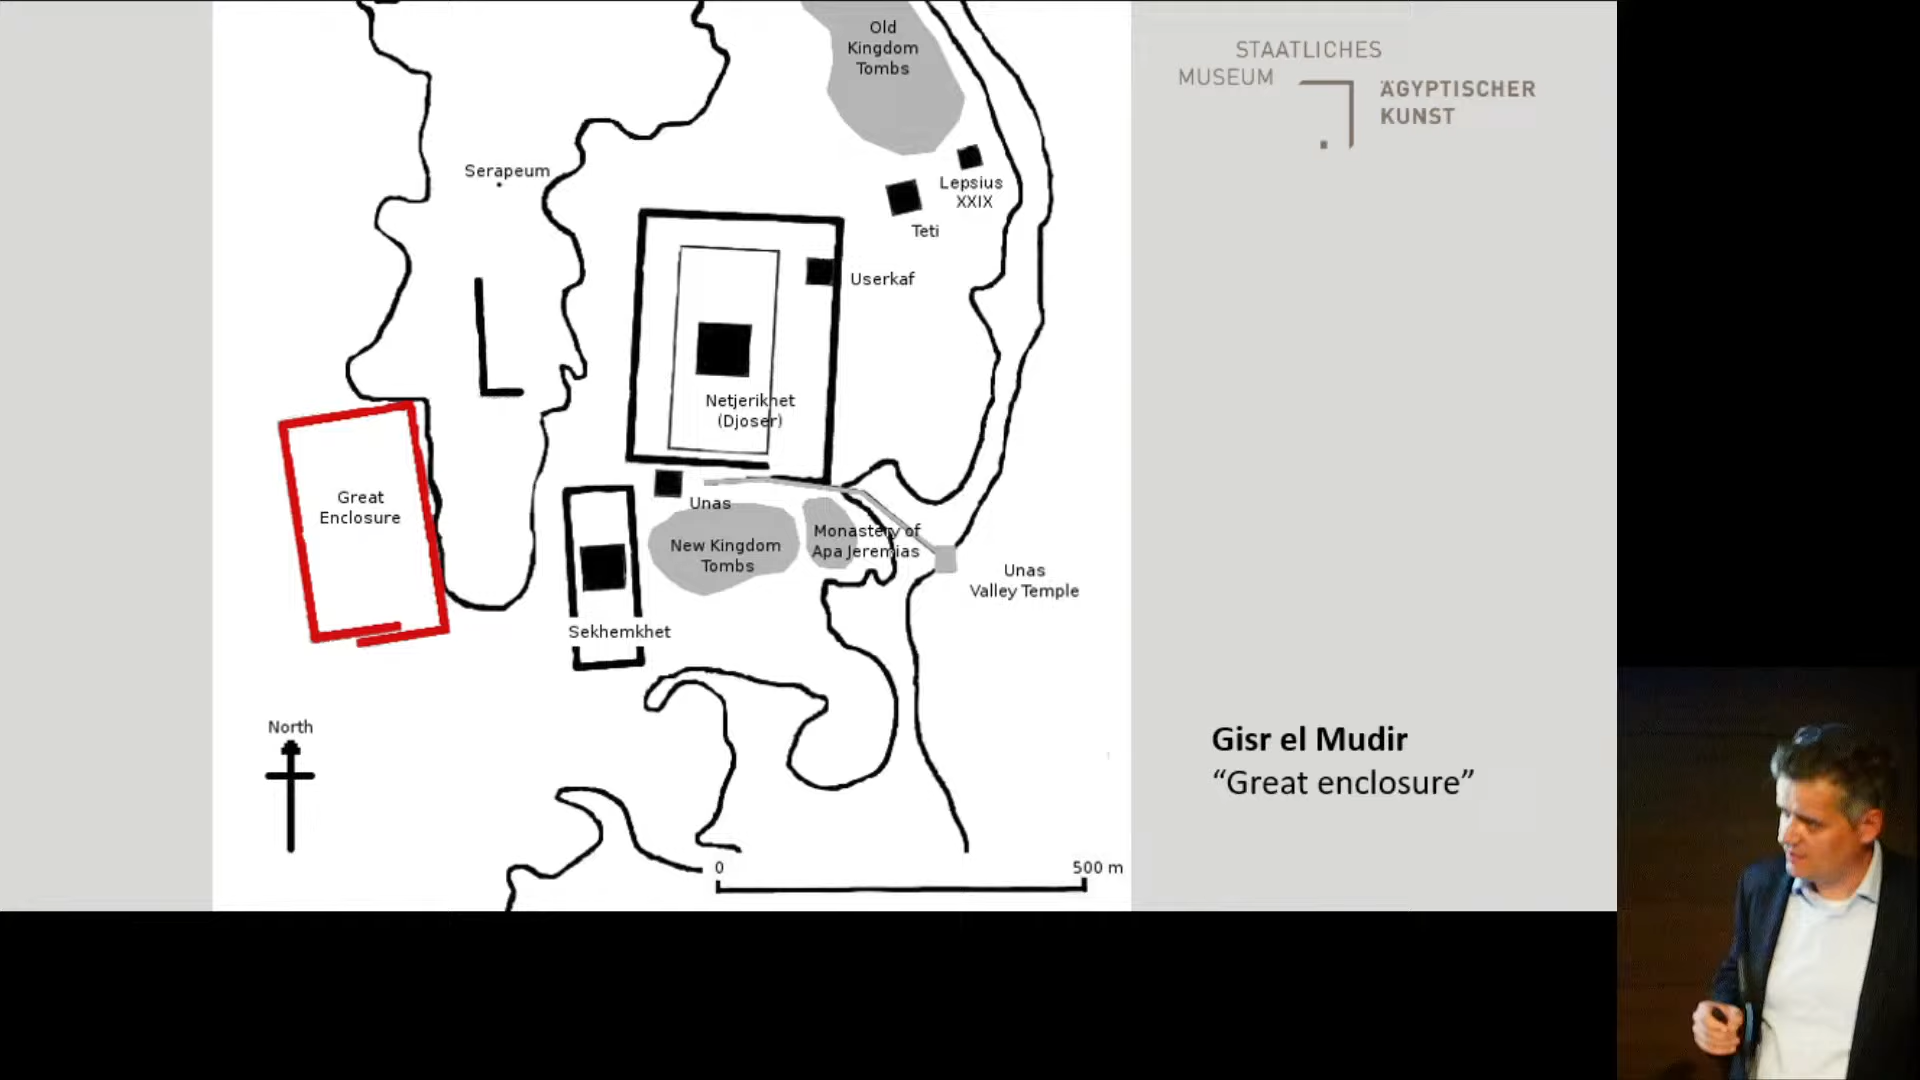 Old
Kingdom
Tombs
STAATLICHES
MUSEUM
ÄGYPTISCHER
KUNST
Serapeum
Lepsius
XXIX
Teti
Userkaf
Netjerikhet
(Djoser)
Great
Enclosure
Unas
New Kingdom
Tombs
Monastery of
Apa Jeremias
Unas
Valley Temple
Sekhemkhet
North
Gisr el Mudir
“Great enclosure”
0
500 m